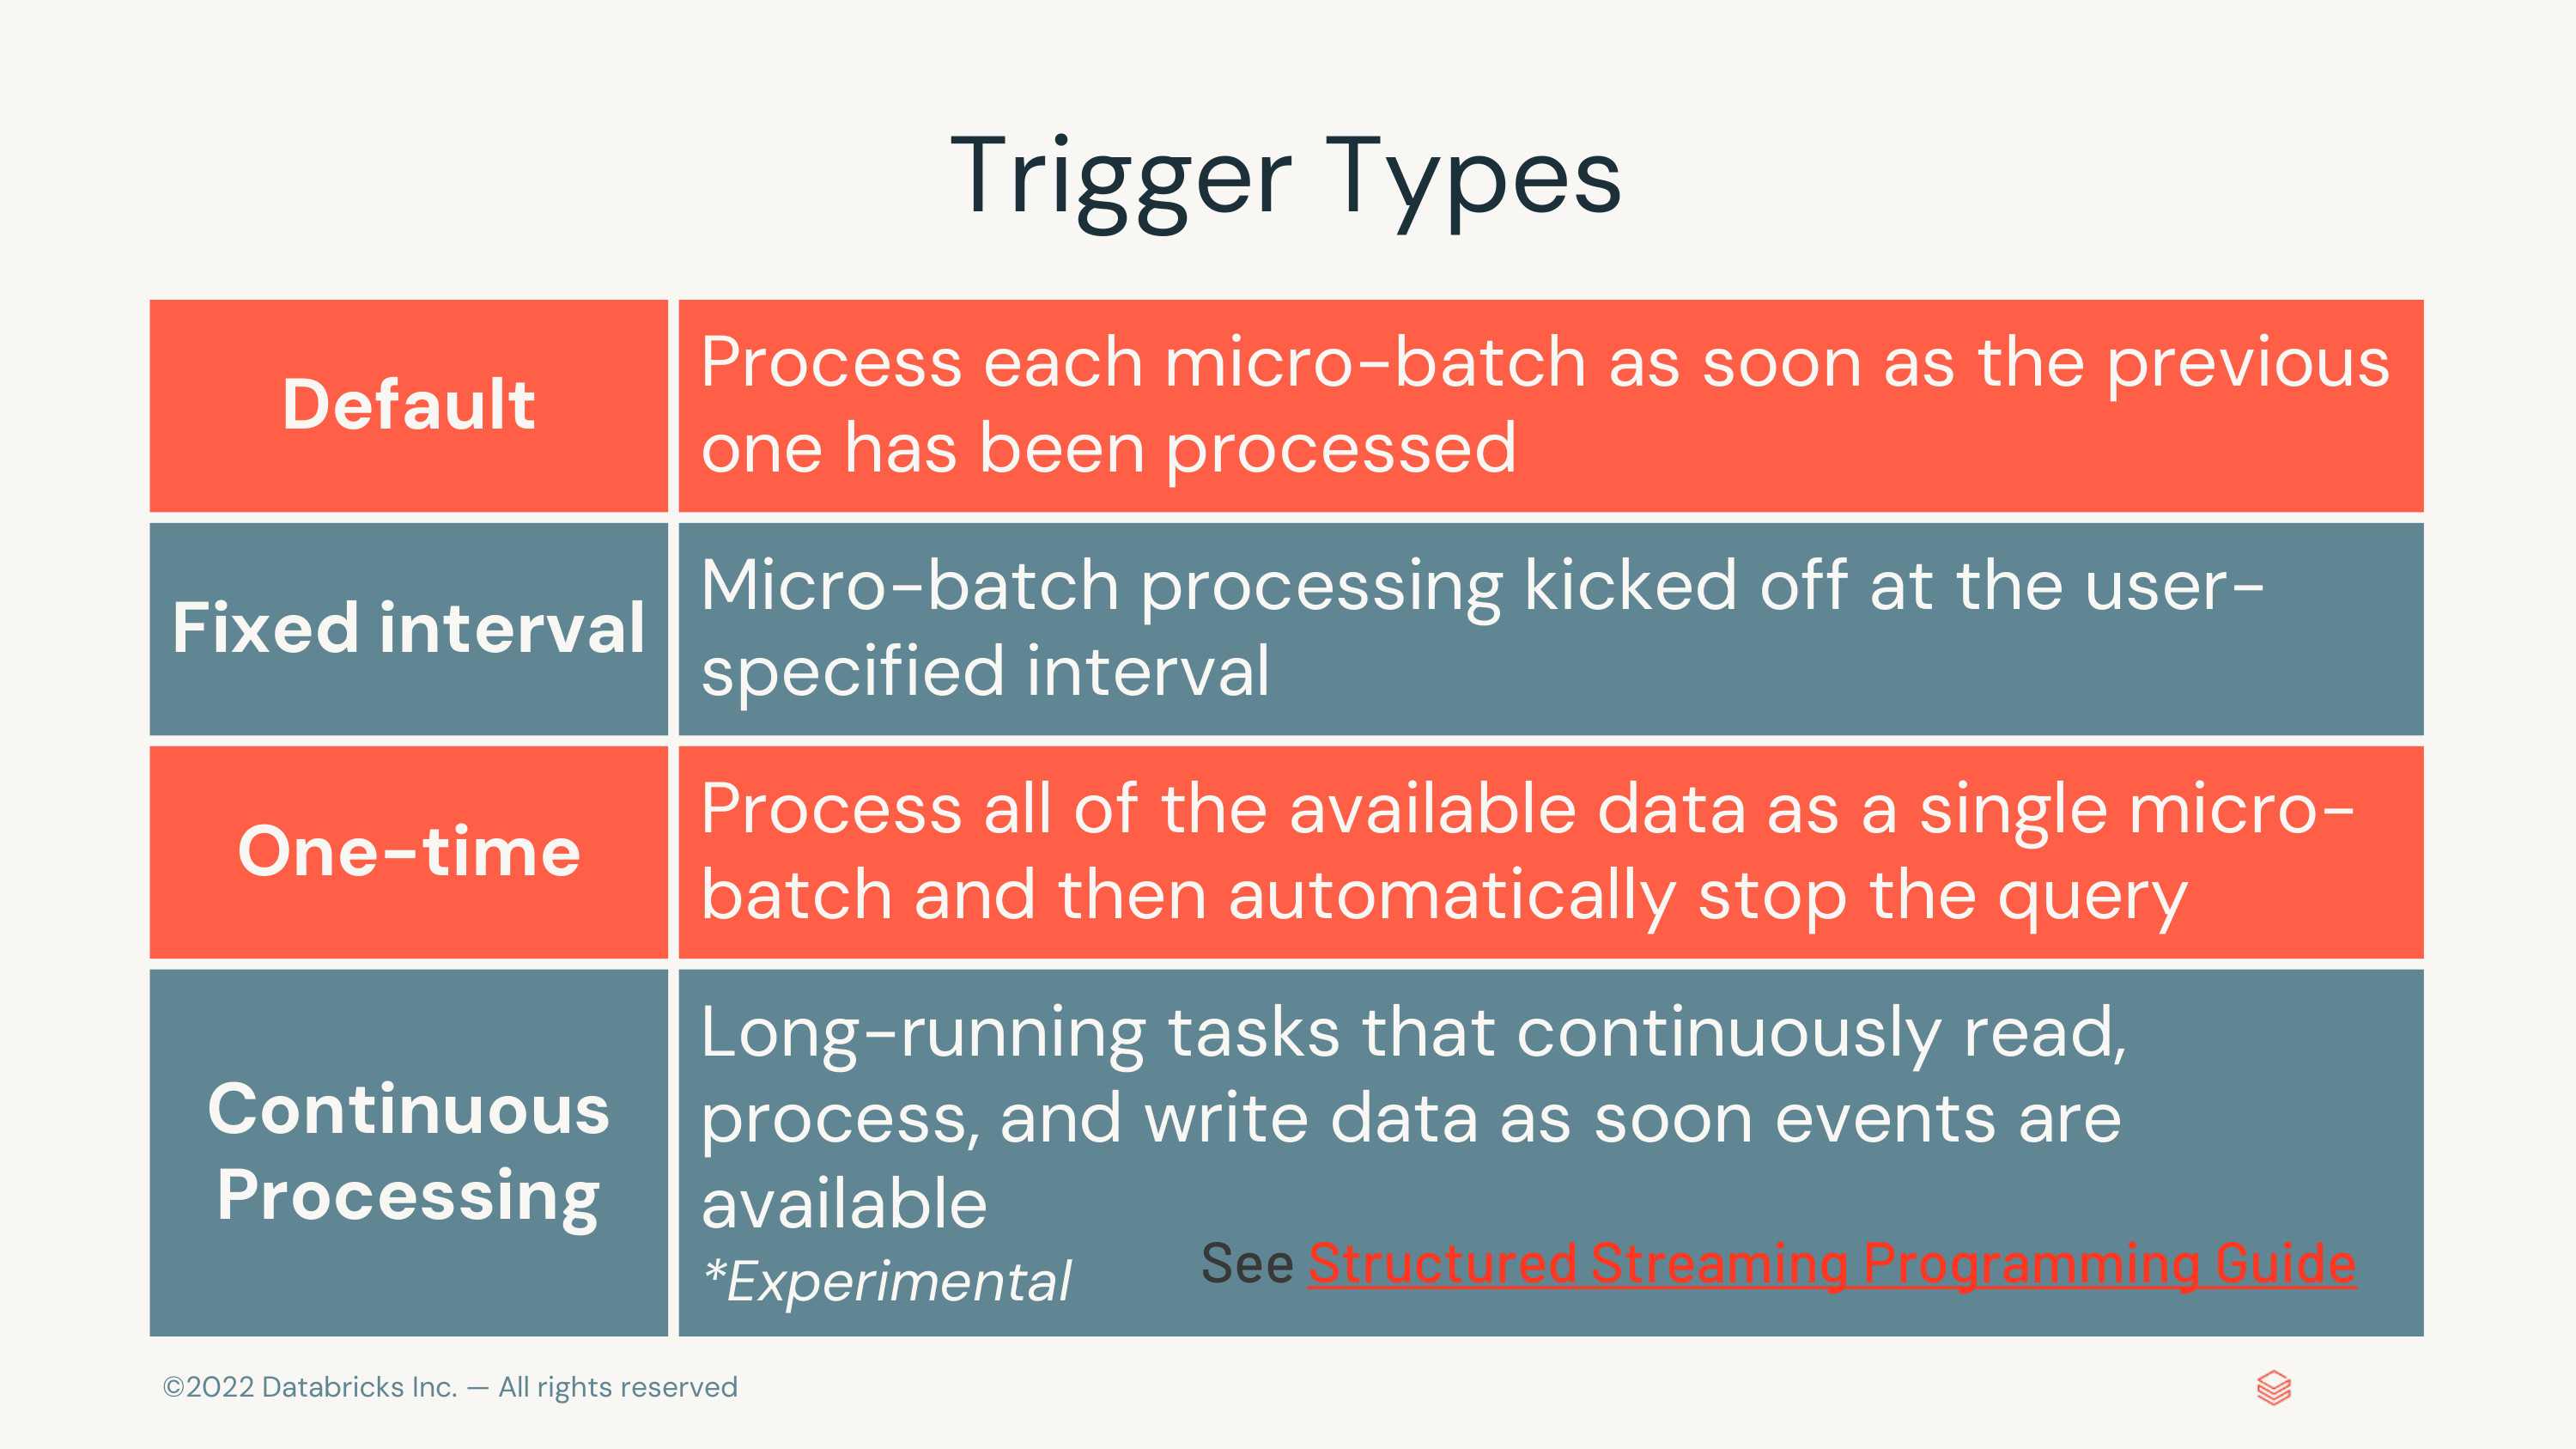 Trigger Types
Default
Process each micro-batch as soon as the previous
one has been processed
Fixed interval
Micro-batch processing kicked off at the user-
specified interval
One-time
Process all of the available data as a single micro-
batch and then automatically stop the query
Continuous
Processing
Long-running tasks that continuously read,
process, and write data as soon events are
available
*Experimental
See Structured Streaming Programming Guide
©2022 Databricks Inc. — All rights reserved